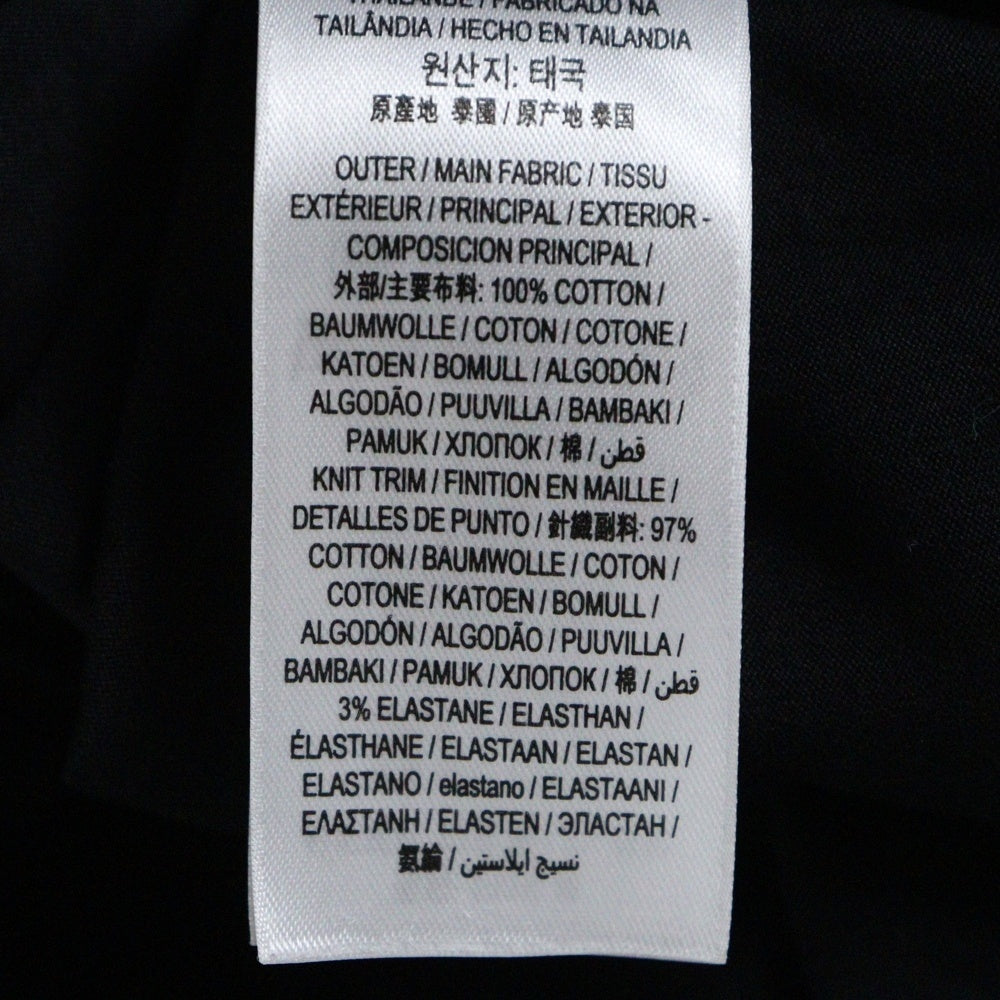 THAÏLANDE / FABRICADO NA
TAILÂNDIA / HECHO EN TAILANDIA
원산지: 태국
原產地 泰國 / 原产地 泰国
OUTER / MAIN FABRIC / TISSU
EXTÉRIEUR / PRINCIPAL / EXTERIOR -
COMPOSICION PRINCIPAL /
外部/主要布料: 100% COTTON /
BAUMWOLLE / COTON / COTONE /
KATOEN / BOMULL / ALGODÓN /
ALGODÃO / PUUVILLA / BAMBAKI /
PAMUK / ХЛОПОК / 棉 / قطن
KNIT TRIM / FINITION EN MAILLE /
DETALLES DE PUNTO / 針織副料: 97%
COTTON / BAUMWOLLE / COTON /
COTONE / KATOEN / BOMULL /
ALGODÓN / ALGODÃO / PUUVILLA /
BAMBAKI / PAMUK / ХЛОПОК / 棉 / قطن
3% ELASTANE / ELASTHAN /
ÉLASTHANE / ELASTAAN / ELASTAN /
ELASTANO / elastano / ELASTAANI /
ΕΛΑΣΤΑΝΗ / ELASTEN / ЭЛАСТАН /
氨綸 / نسيج ايلاستين